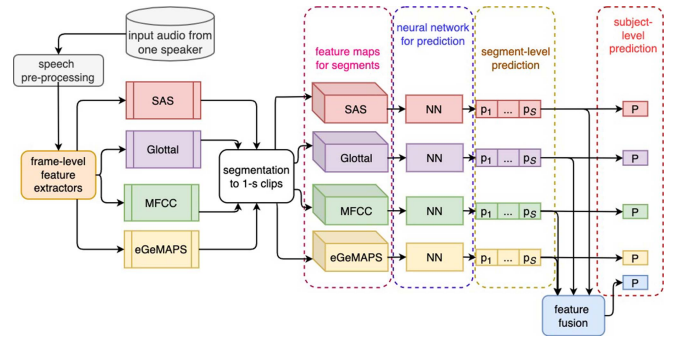 input audio from
one speaker
speech
pre-processing
frame-level
feature
extractors
SAS
Glottal
MFCC
eGeMAPS
segmentation
to 1-s clips
feature maps
for segments
SAS
Glottal
MFCC
eGeMAPS
neural network
for prediction
NN
NN
NN
NN
segment-level
prediction
p1 ... pS
p1 ... pS
p1 ... pS
p1 ... pS
feature
fusion
subject-
level
prediction
P
P
P
P
P